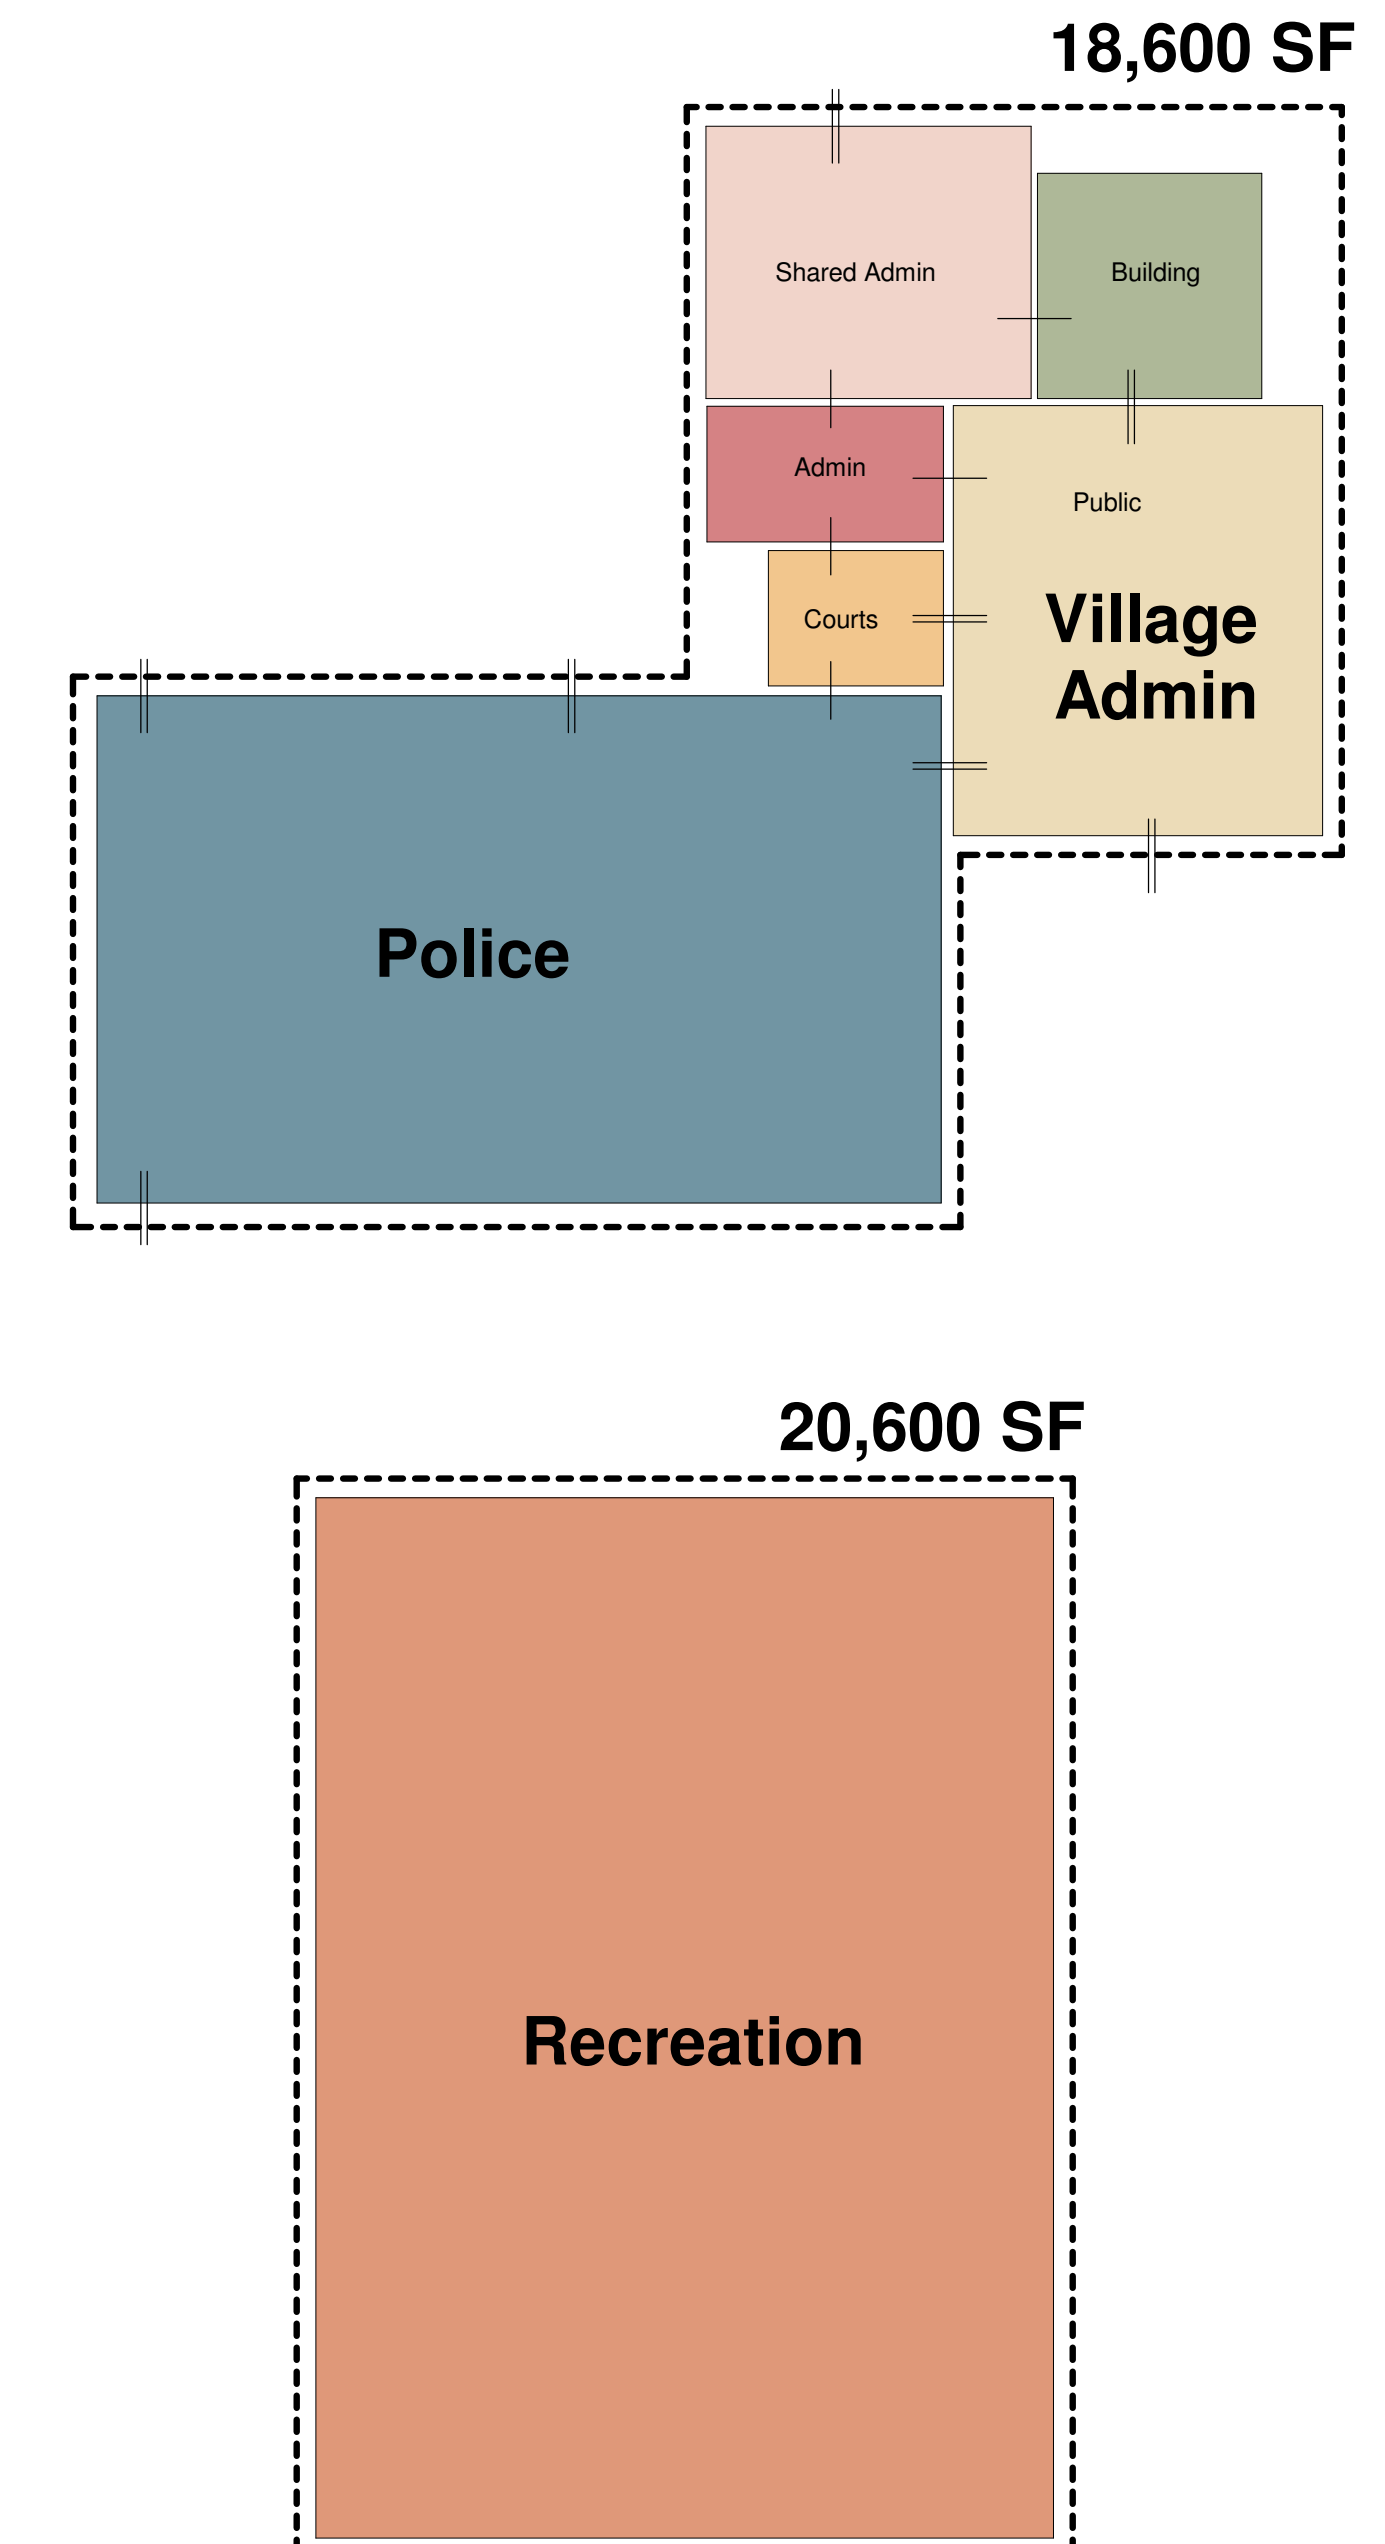 18,600 SF
Shared Admin
Building
Admin
Public
Courts
Village
Admin
Police
20,600 SF
Recreation